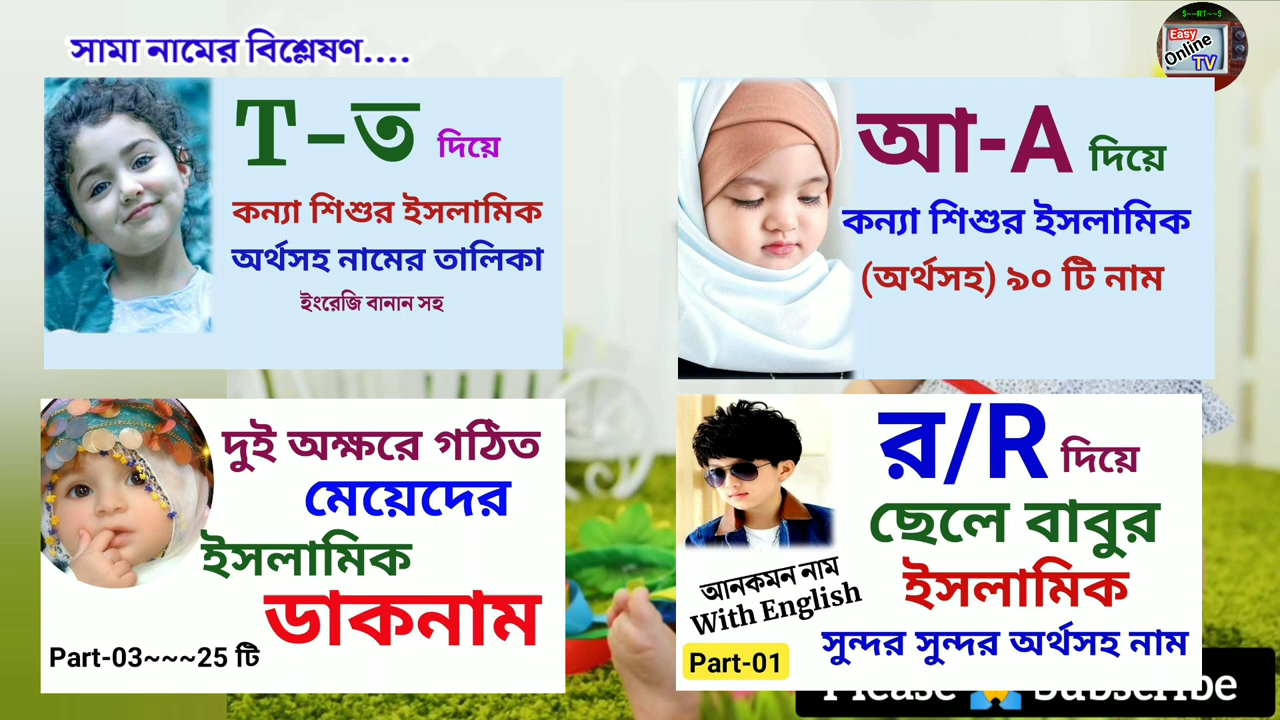 সামা নামের বিশ্লেষণ....
$~~RT~~$
Easy
Online
TV
T-ত দিয়ে
কন্যা শিশুর ইসলামিক
অর্থসহ নামের তালিকা
ইংরেজি বানান সহ
আ-A দিয়ে
কন্যা শিশুর ইসলামিক
(অর্থসহ) ৯০ টি নাম
দুই অক্ষরে গঠিত
মেয়েদের
ইসলামিক
ডাকনাম
Part-03~~~25 টি
র/R দিয়ে
ছেলে বাবুর
ইসলামিক
আনকমন নাম
With English
সুন্দর সুন্দর অর্থসহ নাম
Part-01
Please 🙏 Subscribe